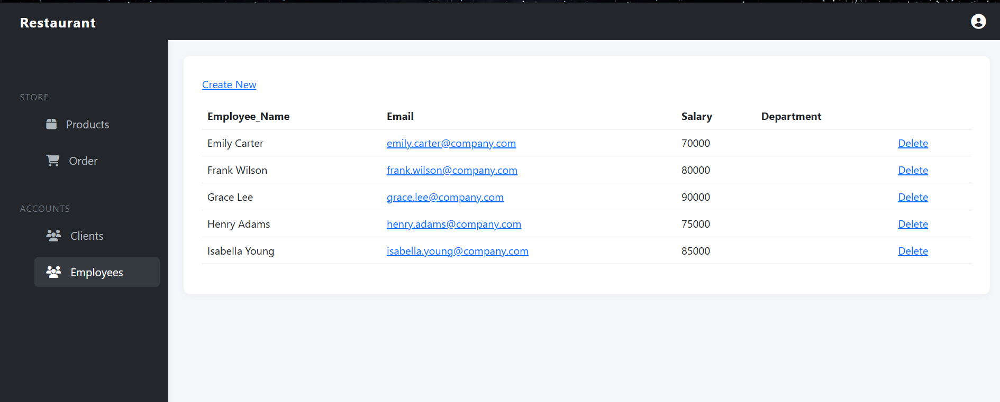 Restaurant
STORE
Products
Order
ACCOUNTS
Clients
Employees
Create New
Employee_Name Email Salary Department
Emily Carter emily.carter@company.com 70000 Delete
Frank Wilson frank.wilson@company.com 80000 Delete
Grace Lee grace.lee@company.com 90000 Delete
Henry Adams henry.adams@company.com 75000 Delete
Isabella Young isabella.young@company.com 85000 Delete